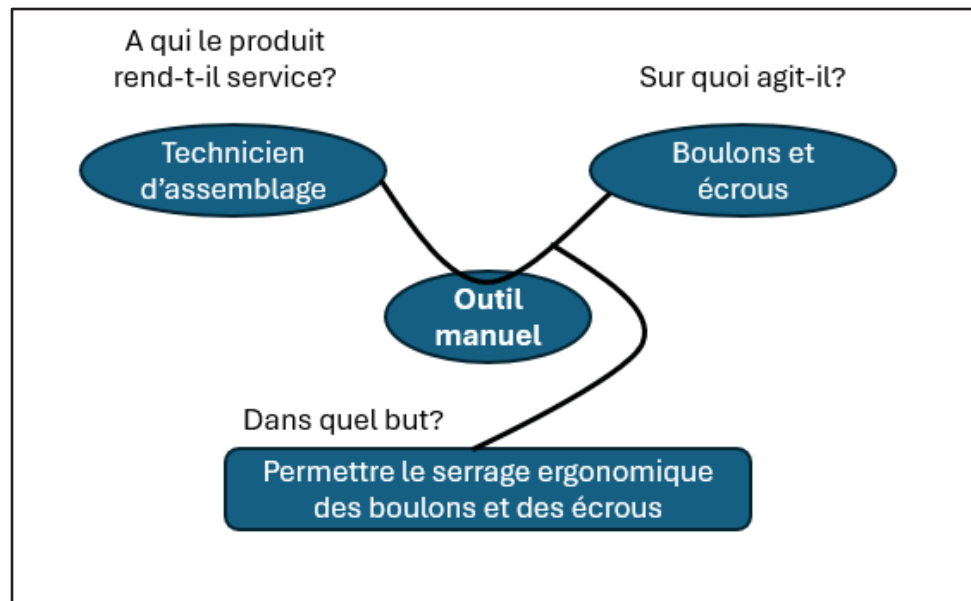 A qui le produit
rend-t-il service?
Sur quoi agit-il?
Technicien
d’assemblage
Boulons et
écrous
Outil
manuel
Dans quel but?
Permettre le serrage ergonomique
des boulons et des écrous